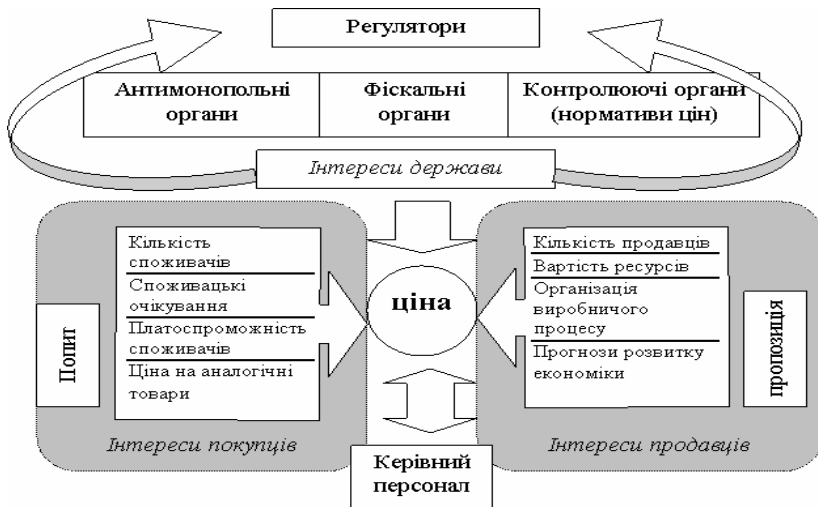 Регулятори
Антимонопольні
органи
Фіскальні
органи
Контролюючі органи
(нормативи цін)
Інтереси держави
Попит
Кількість
споживачів
Споживацькі
очікування
Платоспроможність
споживачів
Ціна на аналогічні
товари
Інтереси покупців
ціна
Кількість продавців
Вартість ресурсів
Організація
виробничого
процесу
Прогнози розвитку
економіки
пропозиція
Інтереси продавців
Керівний
персонал